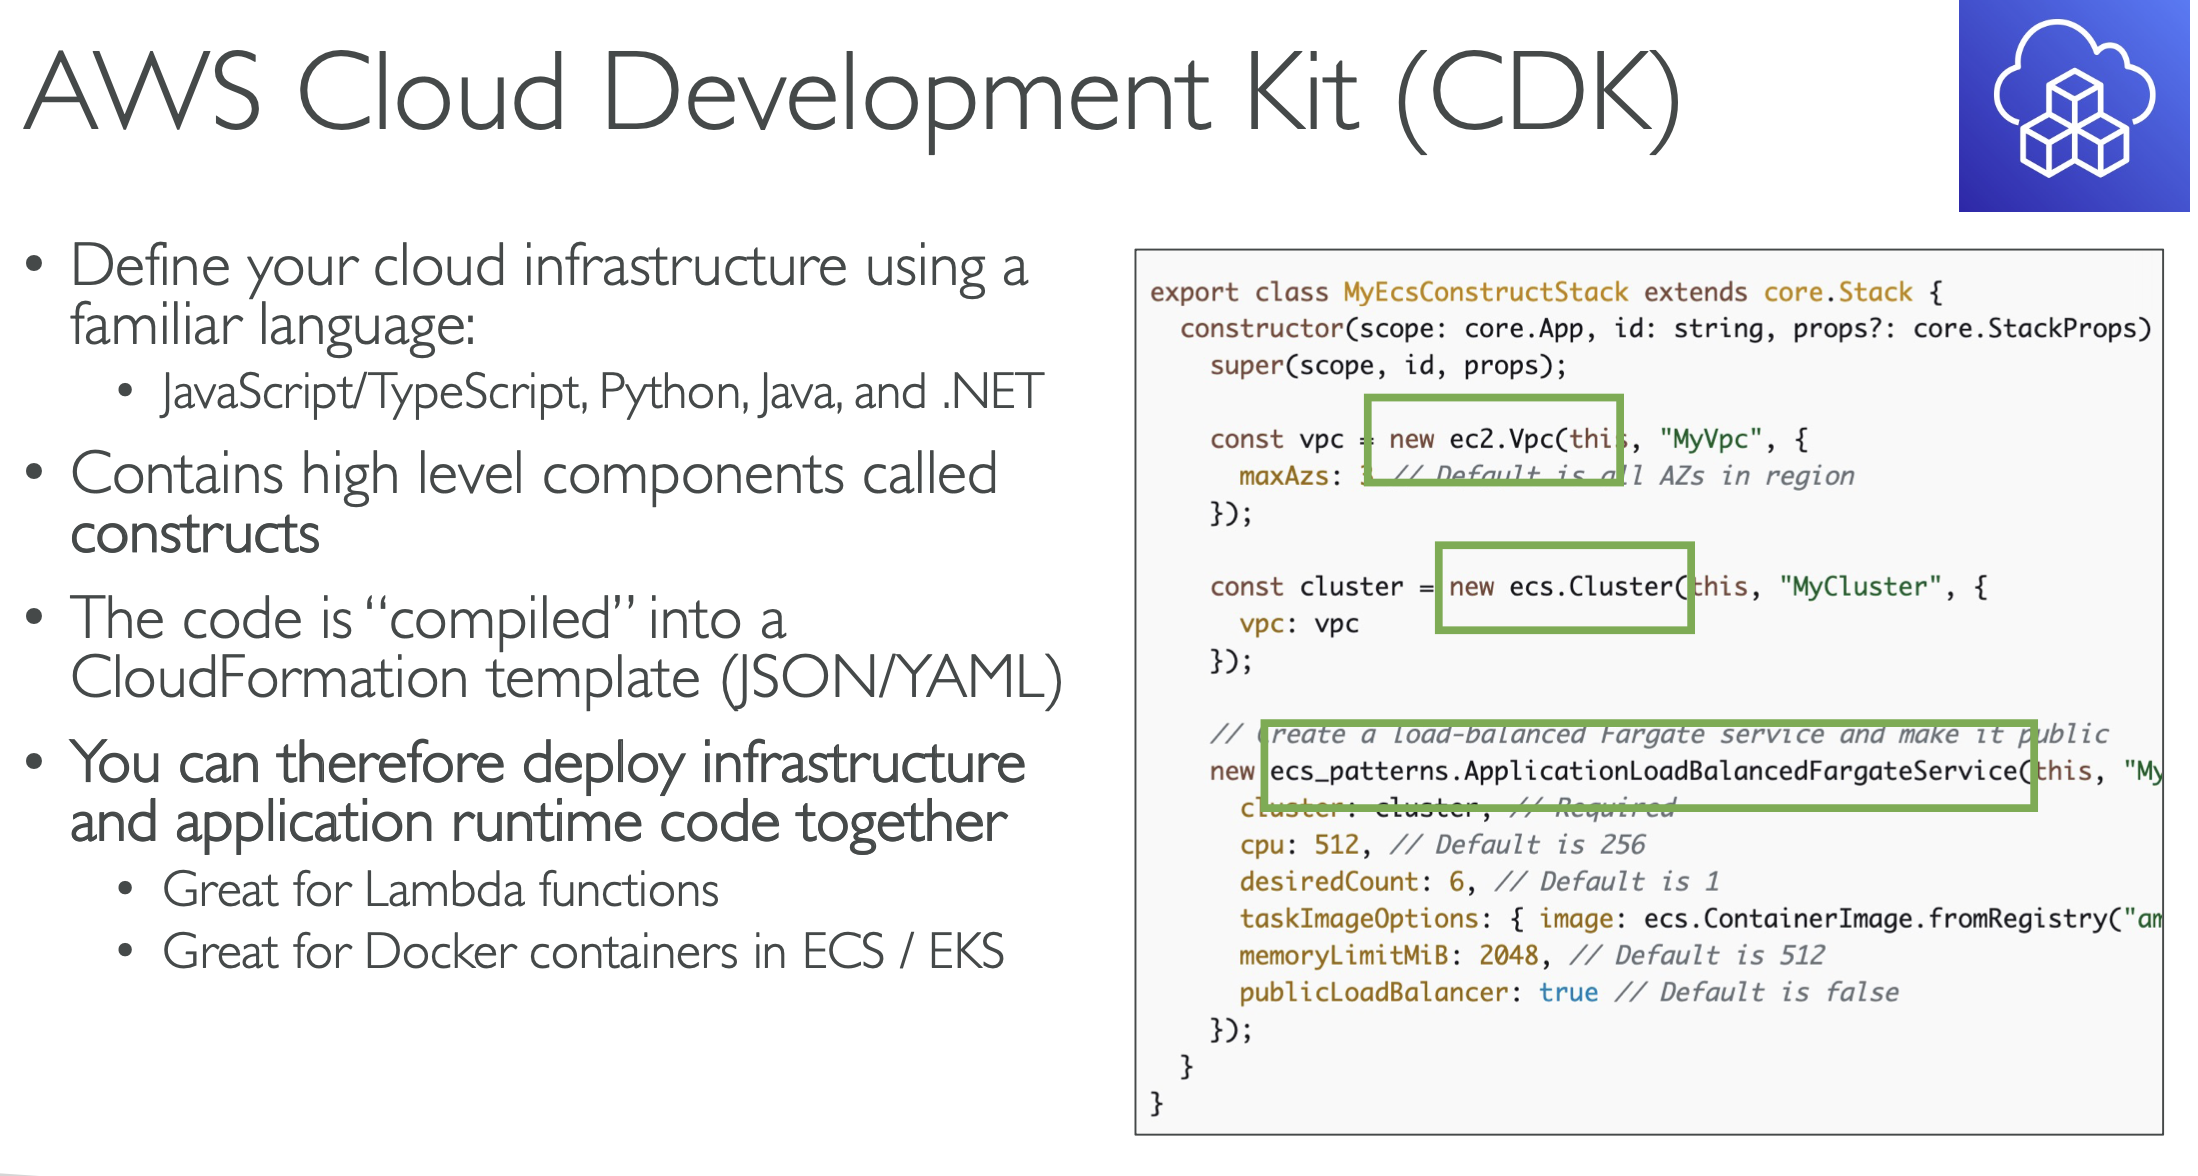 AWS Cloud Development Kit (CDK)
• Define your cloud infrastructure using a
familiar language:
• JavaScript/TypeScript, Python, Java, and .NET
• Contains high level components called
constructs
• The code is “compiled” into a
CloudFormation template (JSON/YAML)
• You can therefore deploy infrastructure
and application runtime code together
• Great for Lambda functions
• Great for Docker containers in ECS / EKS
export class MyEcsConstructStack extends core.Stack {
constructor(scope: core.App, id: string, props?: core.StackProps)
super(scope, id, props);
const vpc = new ec2.Vpc(this, "MyVpc", {
maxAzs: 3 // Default is all AZs in region
});
const cluster = new ecs.Cluster(this, "MyCluster", {
vpc: vpc
});
// Create a load-balanced Fargate service and make it public
new ecs_patterns.ApplicationLoadBalancedFargateService(this, "My
cluster: cluster, // Required
cpu: 512, // Default is 256
desiredCount: 6, // Default is 1
taskImageOptions: { image: ecs.ContainerImage.fromRegistry("am
memoryLimitMiB: 2048, // Default is 512
publicLoadBalancer: true // Default is false
});
}
}